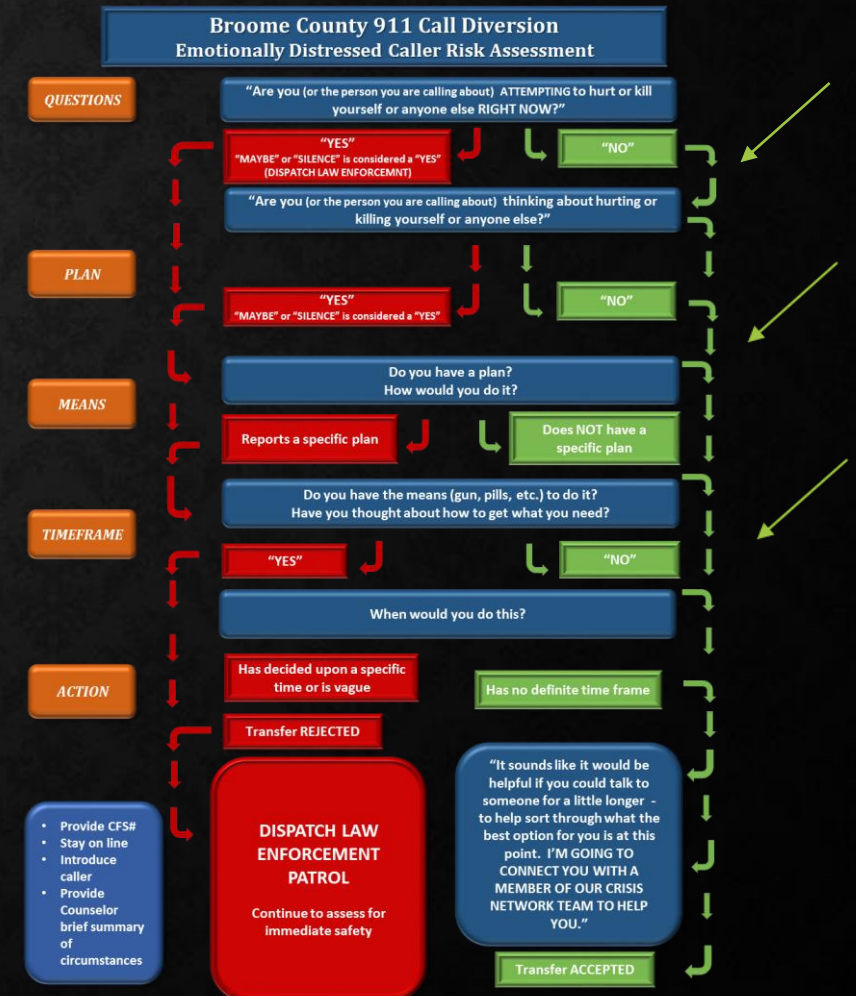 Broome County 911 Call Diversion
Emotionally Distressed Caller Risk Assessment
QUESTIONS
“Are you (or the person you are calling about) ATTEMPTING to hurt or kill
yourself or anyone else RIGHT NOW?”
“YES”
“MAYBE” or “SILENCE” is considered a “YES”
(DISPATCH LAW ENFORCEMNT)
“NO”
“Are you (or the person you are calling about) thinking about hurting or
killing yourself or anyone else?”
PLAN
“YES”
“MAYBE” or “SILENCE” is considered a “YES”
“NO”
Do you have a plan?
How would you do it?
MEANS
Reports a specific plan
Does NOT have a
specific plan
Do you have the means (gun, pills, etc.) to do it?
Have you thought about how to get what you need?
TIMEFRAME
“YES”
“NO”
When would you do this?
ACTION
Has decided upon a specific
time or is vague
Has no definite time frame
Transfer REJECTED
“It sounds like it would be
helpful if you could talk to
someone for a little longer -
to help sort through what the
best option for you is at this
point. I’M GOING TO
CONNECT YOU WITH A
MEMBER OF OUR CRISIS
NETWORK TEAM TO HELP
YOU.”
• Provide CFS#
• Stay on line
• Introduce
caller
• Provide
Counselor
brief summary
of
circumstances
DISPATCH LAW
ENFORCEMENT
PATROL
Continue to assess for
immediate safety
Transfer ACCEPTED